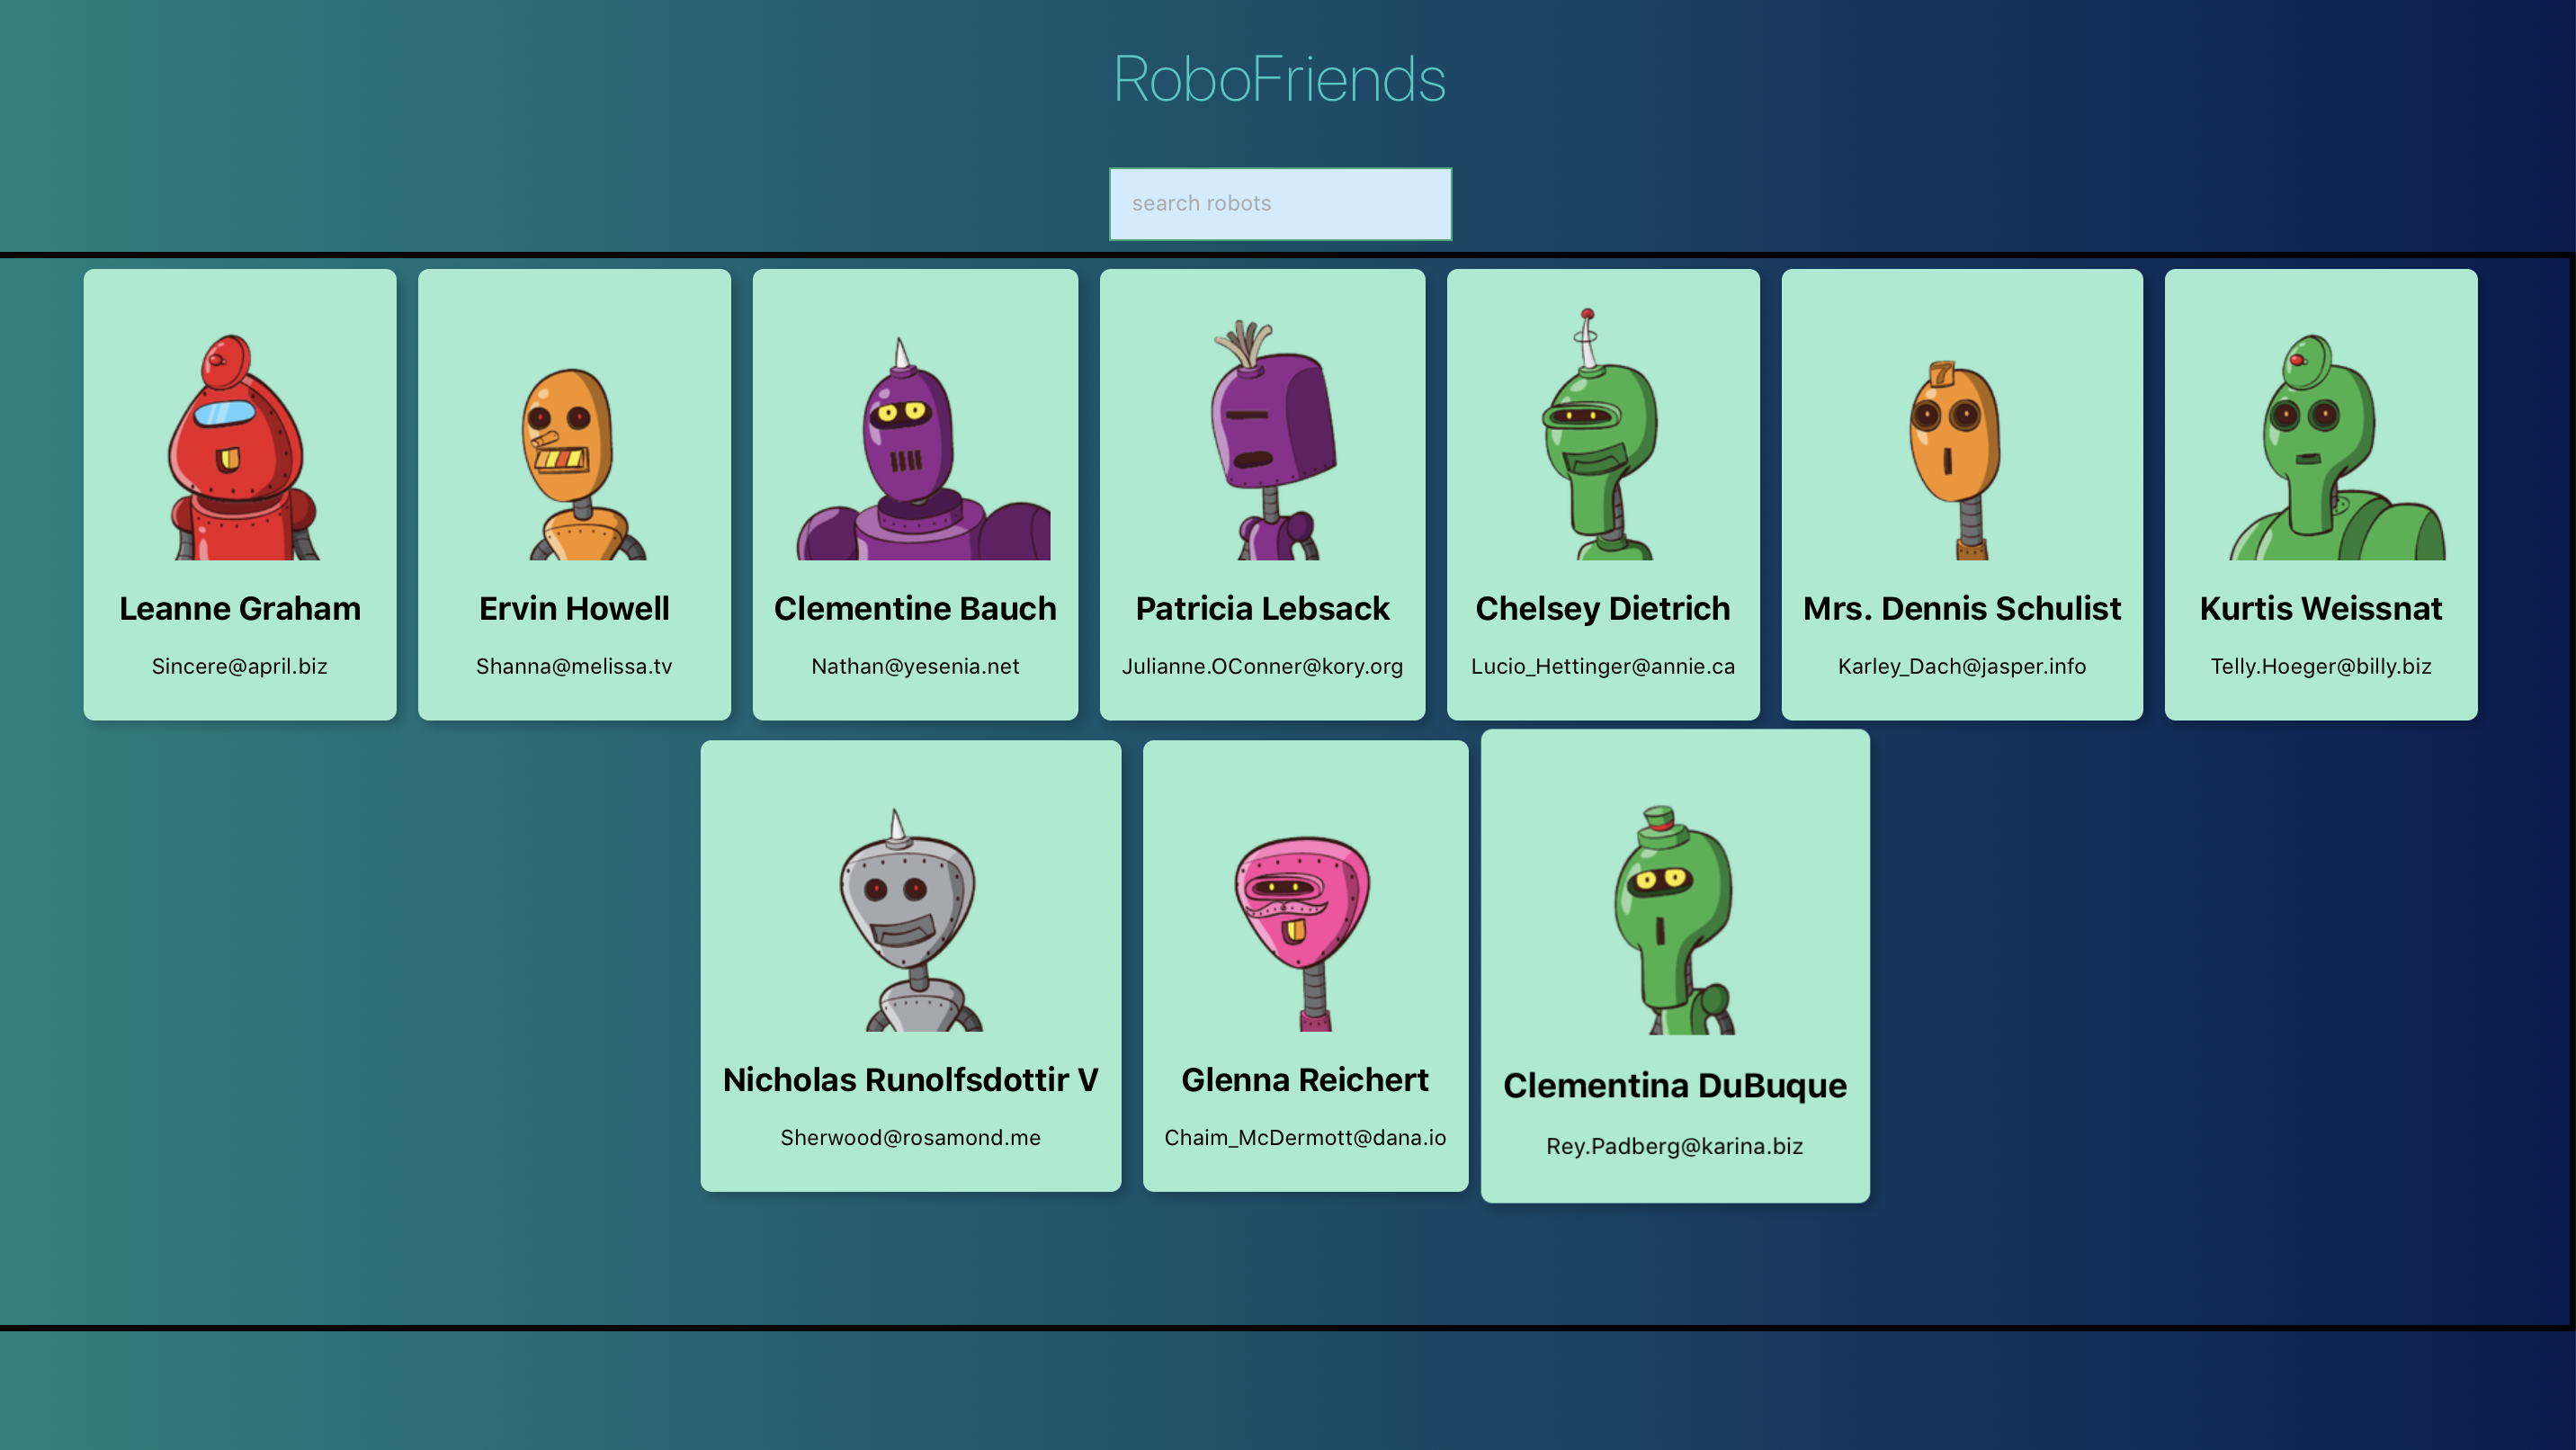 RoboFriends
search robots
Leanne Graham
Sincere@april.biz
Ervin Howell
Shanna@melissa.tv
Clementine Bauch
Nathan@yesenia.net
Patricia Lebsack
Julianne.OConner@kory.org
Chelsey Dietrich
Lucio_Hettinger@annie.ca
7
Mrs. Dennis Schulist
Karley_Dach@jasper.info
Kurtis Weissnat
Telly.Hoeger@billy.biz
Nicholas Runolfsdottir V
Sherwood@rosamond.me
Glenna Reichert
Chaim_McDermott@dana.io
Clementina DuBuque
Rey.Padberg@karina.biz